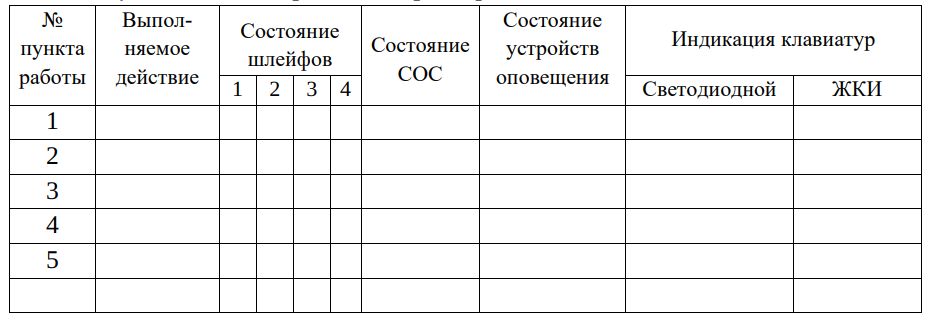 №
пункта
работы
Выпол-
няемое
действие
Состояние
шлейфов
Состояние
СОС
Состояние
устройств
оповещения
Индикация клавиатур
1 2 3 4
Светодиодной
ЖКИ
1
2
3
4
5